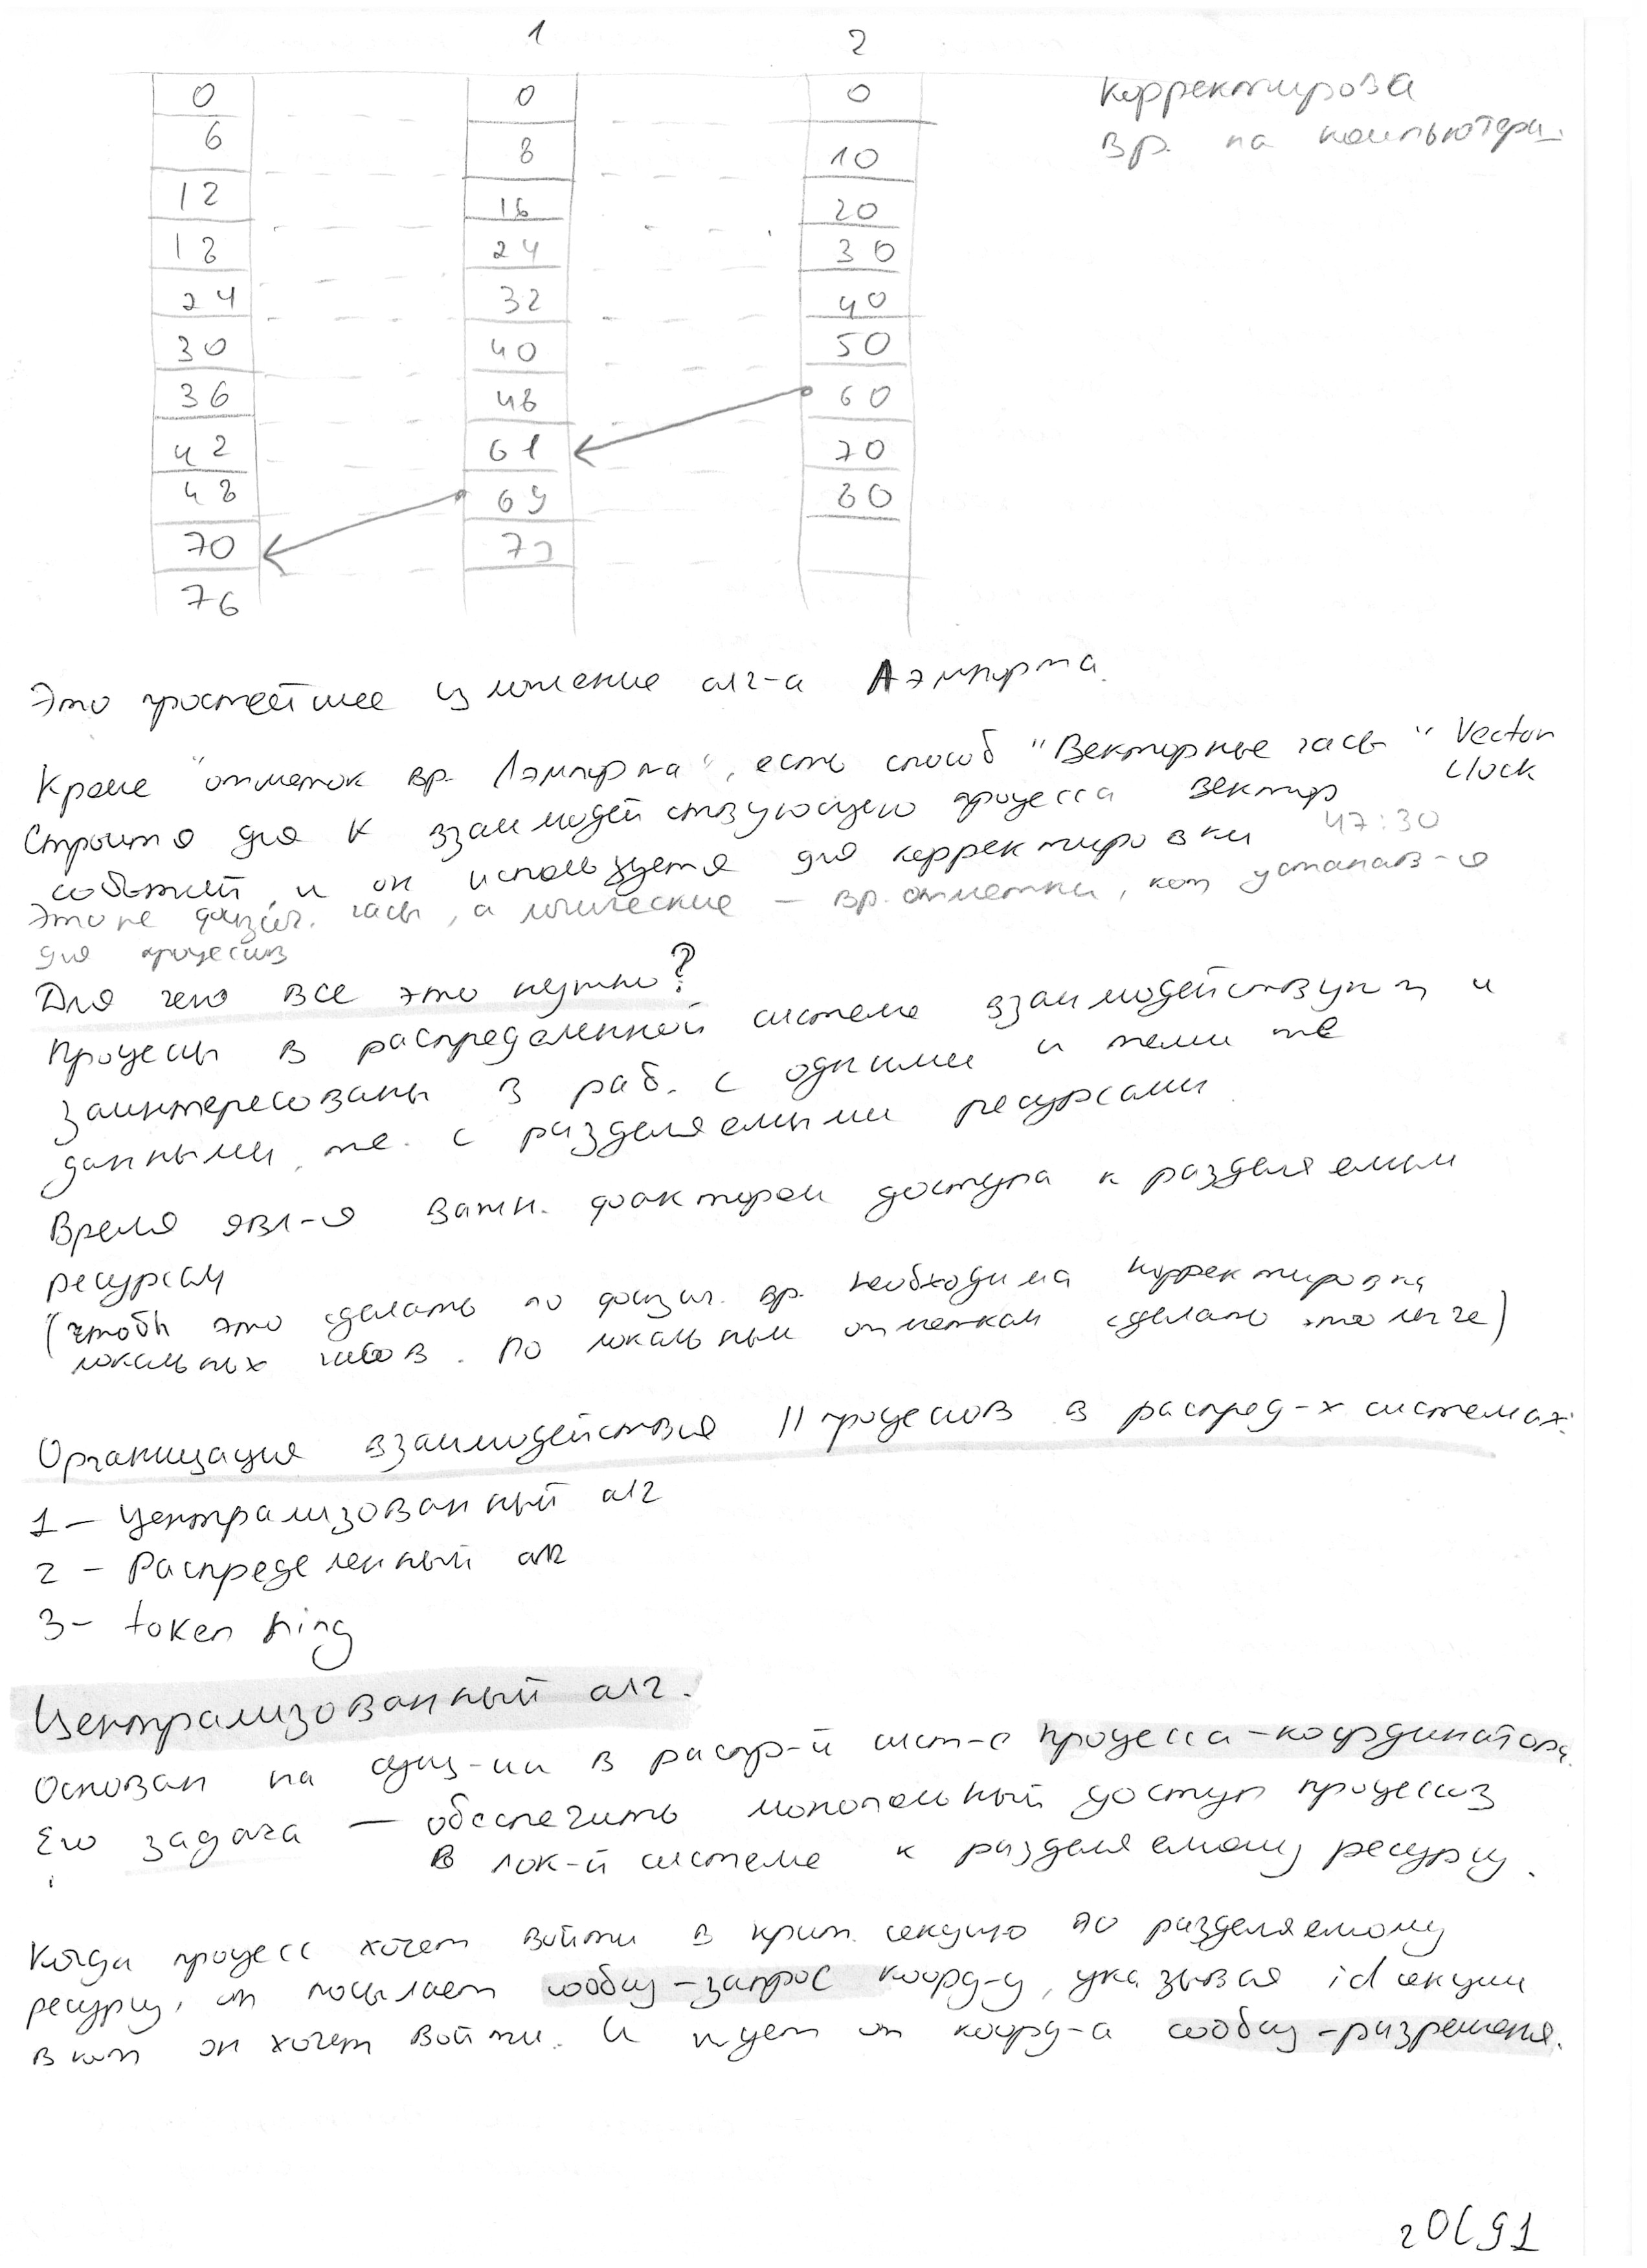 1 2
0 0 0
6 8 10
12 16 20
18 24 30
24 32 40
30 40 50
36 48 60
42 61 70
48 69 80
70 77
76
Корректирова
вр. на компьютери
Это простейшее изложение алг-а Лэмпорта.
Кроме "отметок вр. Лэмпорта", есть способ "Векторные часы" Vector
clock
Строится для К взаимодействующего процесса вектор
событий, и он используется для корректировки 47:30
Это не физич. часы, а логические – вр. отметки, кот устанав-я
для процессов
Для чего все это нужно?
Процессы в распределенной системе взаимодействуют и
заинтересованы в раб. с одними и теми же
данными, те. с разделяемыми ресурсами.
Время явл-я важн. фактором доступа к разделяемым
ресурсам
(чтобы это сделать по физич. вр. необходима корректировка
локальных часов. По локальным отметкам сделать это легче)
Организация взаимодействия || процессов в распред-х системах:
1 – Централизованный алг
2 – Распределенный алг
3 – token ring
Централизованный алг.
Основан на сущ-ии в распр-й сист-е процесса-координатора.
Его задача – обеспечить монопольный доступ процессов
в лок-й системе к разделяемому ресурсу.
Когда процесс хочет войти в крит. секцию по разделяемому
ресурсу, он посылает сообщ-запрос коорд-у, указывая id секции
в кот он хочет войти. И ждет от коорд-а сообщ-разрешения.